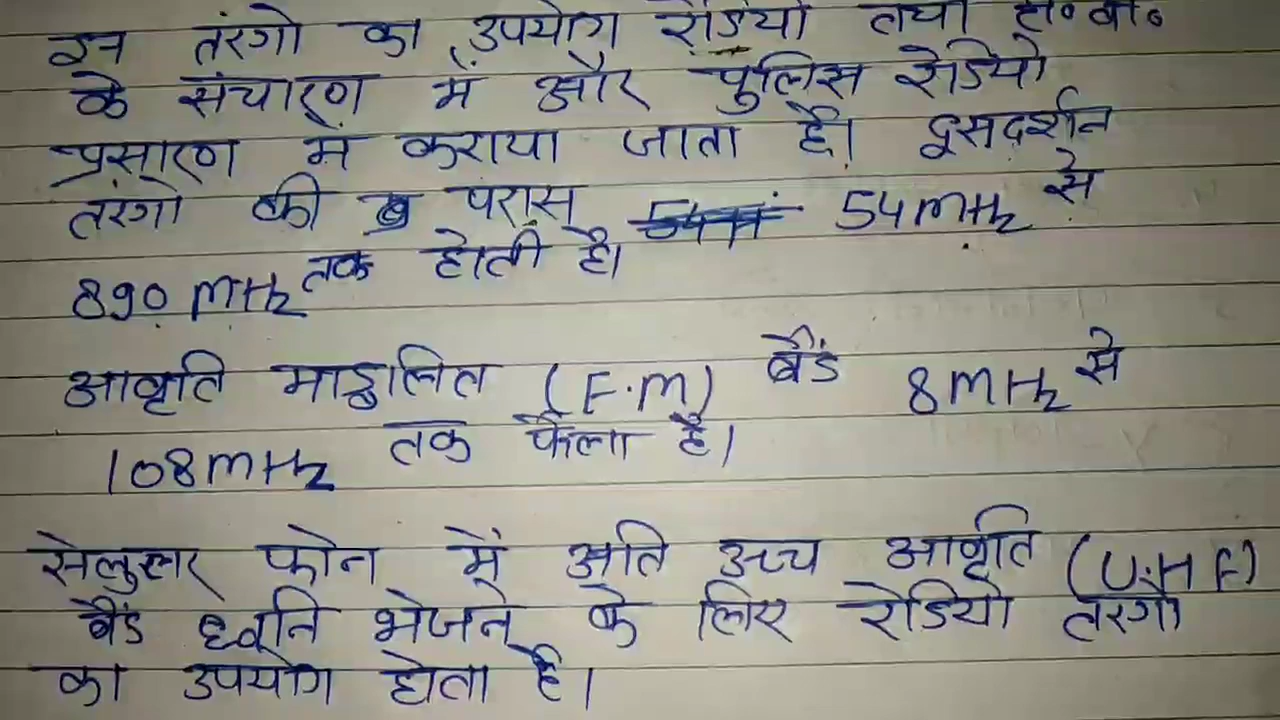 इन तरंगो का उपयोग रेडियो तथा टी॰ वी॰
के संचारण में और पुलिस रेडियो
प्रसारण में कराया जाता है। दूसदर्शन
तरंगो की परास 54MHz से
890 MHz तक होती है।
आवृति माडुलित (F.M) बैंड 8MHz से
108MHz तक फैला है।
सेलुलर फोन में अति उच्च आवृति (U.H F)
बैंड ध्वनि भेजने के लिए रेडियो तरंगो
का उपयोग होता है।